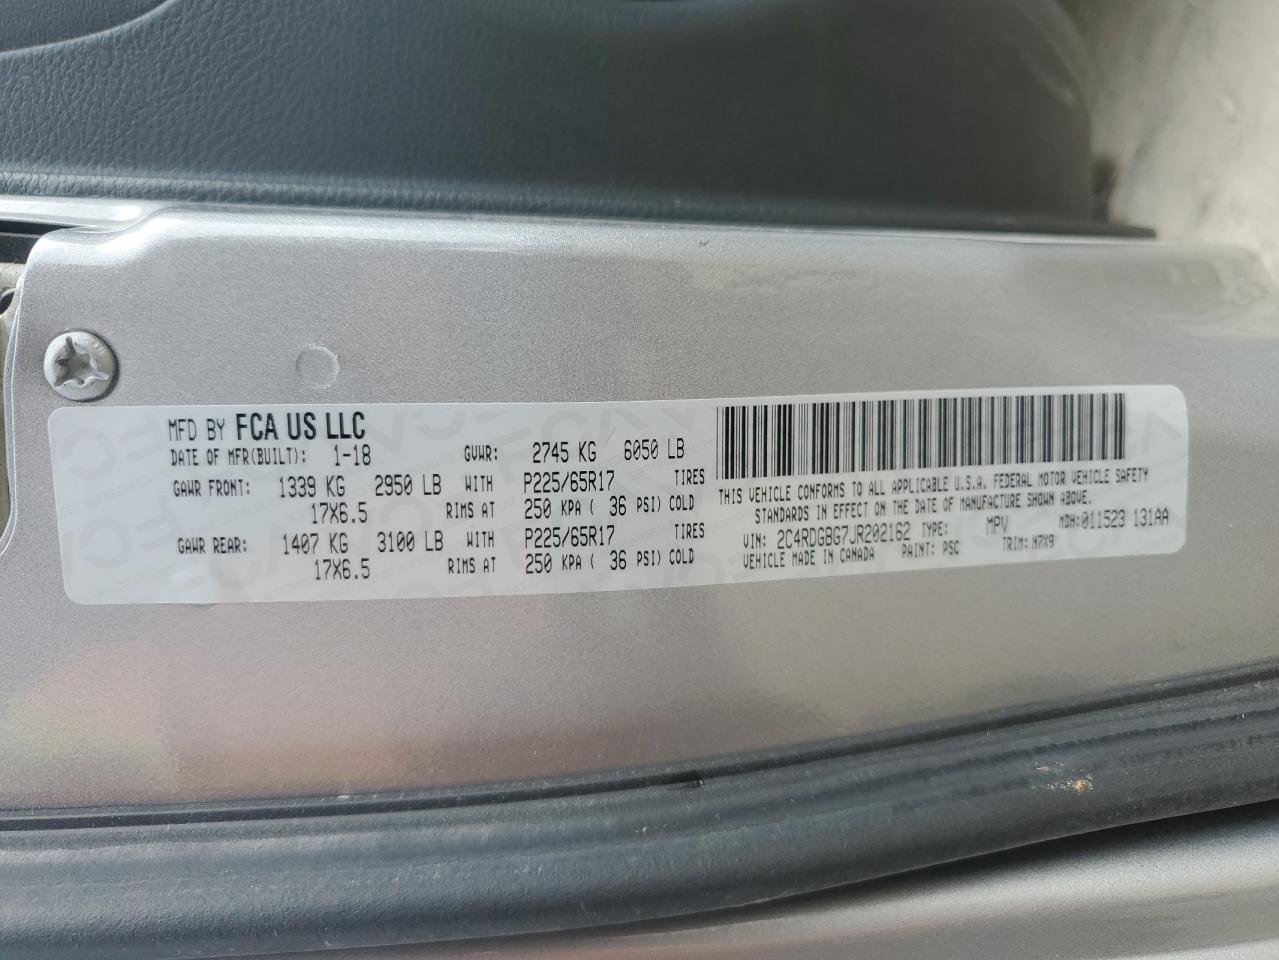 MFD BY FCA US LLC
DATE OF MFR(BUILT): 1-18 GVWR: 2745 KG 6050 LB
GAWR FRONT: 1339 KG 2950 LB WITH P225/65R17 TIRES
17X6.5 RIMS AT 250 KPA ( 36 PSI) COLD
GAWR REAR: 1407 KG 3100 LB WITH P225/65R17 TIRES
17X6.5 RIMS AT 250 KPA ( 36 PSI) COLD
THIS VEHICLE CONFORMS TO ALL APPLICABLE U.S.A. FEDERAL MOTOR VEHICLE SAFETY
STANDARDS IN EFFECT ON THE DATE OF MANUFACTURE SHOWN ABOVE.
VIN: 2C4RDGBG7JR202162 TYPE: MPV MDH:011523 131AA
VEHICLE MADE IN CANADA PAINT: PSC TRIM: M7X9